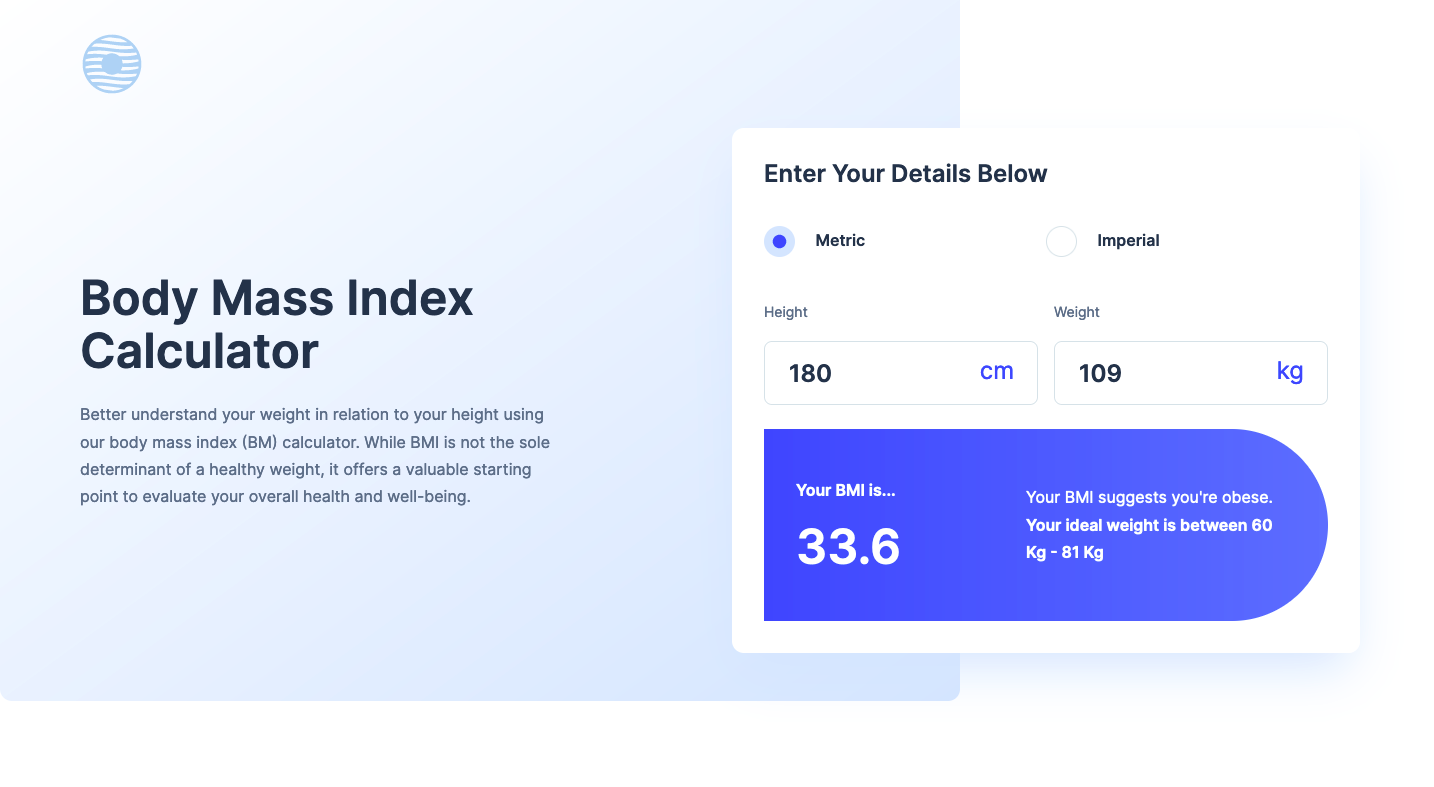 Body Mass Index
Calculator
Better understand your weight in relation to your height using
our body mass index (BM) calculator. While BMI is not the sole
determinant of a healthy weight, it offers a valuable starting
point to evaluate your overall health and well-being.
Enter Your Details Below
Metric
Imperial
Height
Weight
180 cm
109 kg
Your BMI is...
33.6
Your BMI suggests you're obese.
Your ideal weight is between 60
Kg - 81 Kg